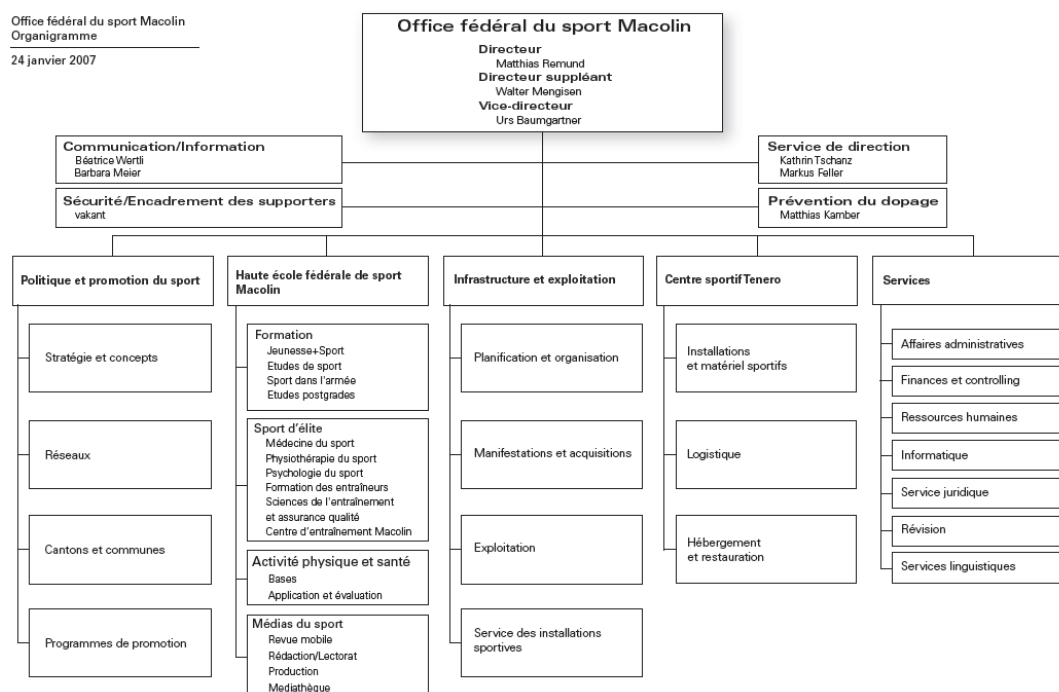 Office fédéral du sport Macolin
Organigramme
24 janvier 2007
Office fédéral du sport Macolin
Directeur
Matthias Remund
Directeur suppléant
Walter Mengisen
Vice-directeur
Urs Baumgartner
Communication/Information
Béatrice Wertli
Barbara Meier
Service de direction
Kathrin Tschanz
Markus Feller
Sécurité/Encadrement des supporters
vakant
Prévention du dopage
Matthias Kamber
Politique et promotion du sport
Stratégie et concepts
Réseaux
Cantons et communes
Programmes de promotion
Haute école fédérale de sport
Macolin
Formation
Jeunesse+Sport
Etudes de sport
Sport dans l'armée
Etudes postgrades
Sport d'élite
Médecine du sport
Physiothérapie du sport
Psychologie du sport
Formation des entraîneurs
Sciences de l'entraînement
et assurance qualité
Centre d'entraînement Macolin
Activité physique et santé
Bases
Application et évaluation
Médias du sport
Revue mobile
Rédaction/Lectorat
Production
Mediathèque
Infrastructure et exploitation
Planification et organisation
Manifestations et acquisitions
Exploitation
Service des installations
sportives
Centre sportif Tenero
Installations
et matériel sportifs
Logistique
Hébergement
et restauration
Services
Affaires administratives
Finances et controlling
Ressources humaines
Informatique
Service juridique
Révision
Services linguistiques